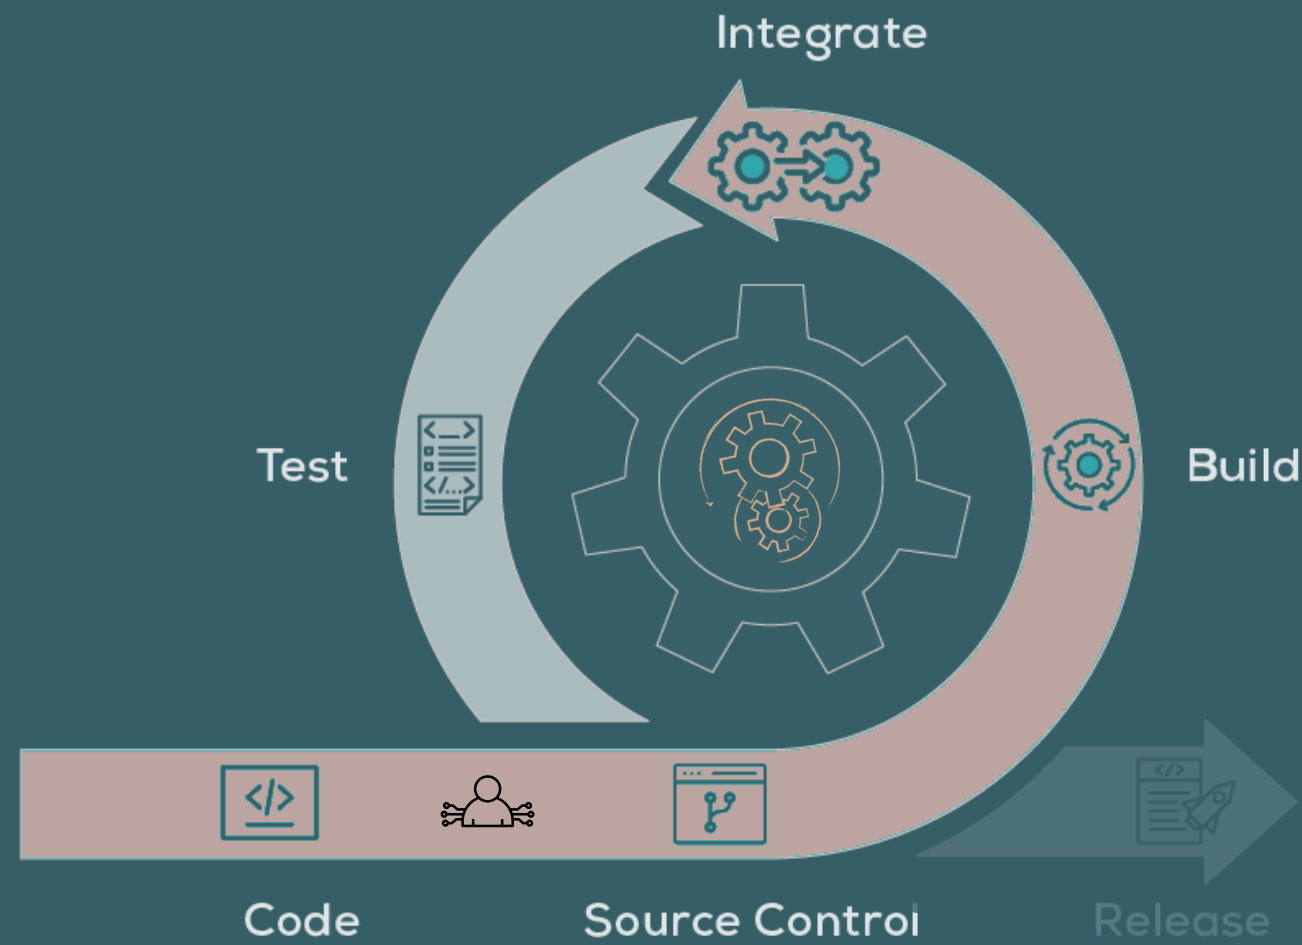 Integrate
Test
Build
Code
Source Control
Release